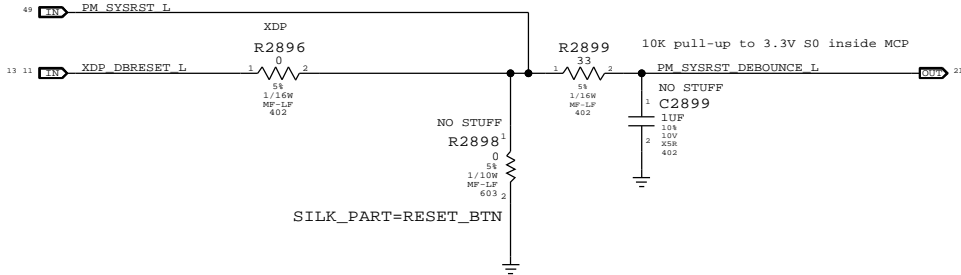 49 IN PM_SYSRST_L
XDP
R2896
0
1 2
5%
1/16W
MF-LF
402
13 11 IN XDP_DBRESET_L
R2899
33
1 2
5%
1/16W
MF-LF
402
10K pull-up to 3.3V S0 inside MCP
PM_SYSRST_DEBOUNCE_L OUT 21
NO STUFF
1 C2899
1UF
10%
10V
2 X5R
402
NO STUFF
R2898 1
0
5%
1/10W
MF-LF
603 2
SILK_PART=RESET_BTN